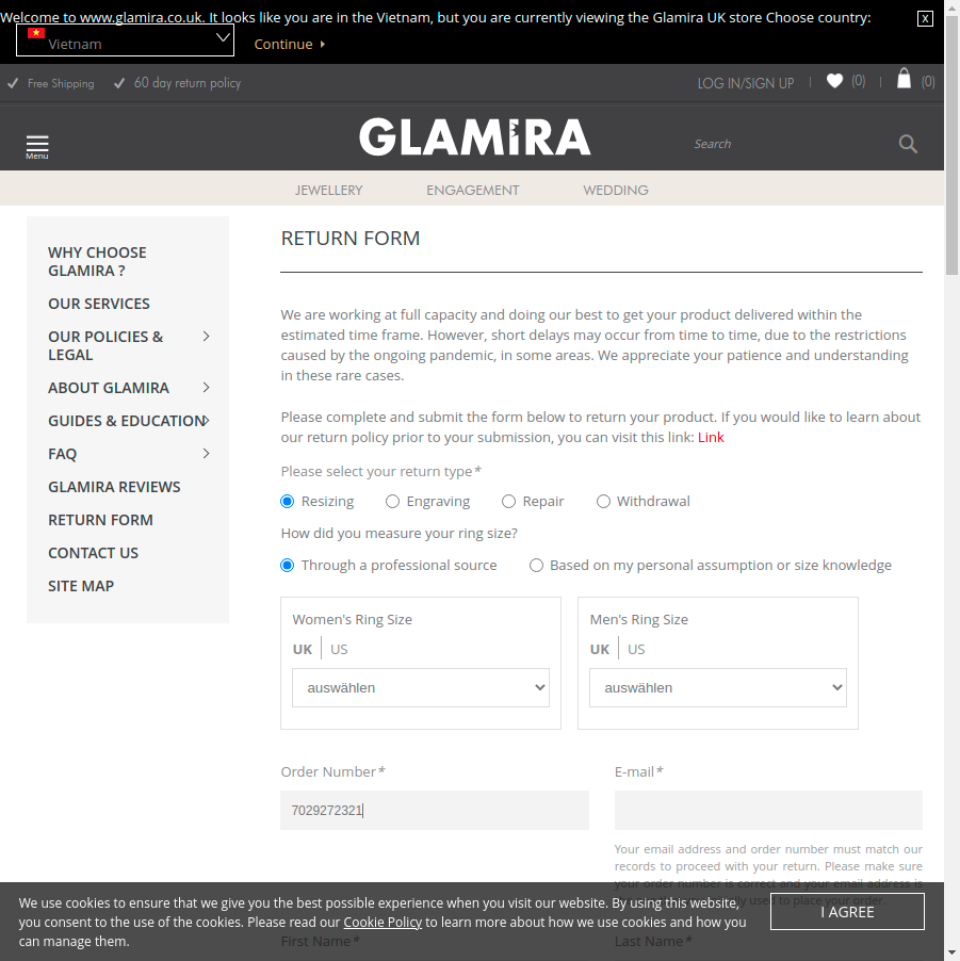 Welcome to www.glamira.co.uk. It looks like you are in the Vietnam, but you are currently viewing the Glamira UK store Choose country:
X
Vietnam
Continue
Free Shipping
60 day return policy
LOG IN/SIGN UP
(0)
(0)
Menu
GLAMIRA
Search
JEWELLERY
ENGAGEMENT
WEDDING
WHY CHOOSE
GLAMIRA ?
OUR SERVICES
OUR POLICIES &
LEGAL
ABOUT GLAMIRA
GUIDES & EDUCATION
FAQ
GLAMIRA REVIEWS
RETURN FORM
CONTACT US
SITE MAP
RETURN FORM
We are working at full capacity and doing our best to get your product delivered within the
estimated time frame. However, short delays may occur from time to time, due to the restrictions
caused by the ongoing pandemic, in some areas. We appreciate your patience and understanding
in these rare cases.
Please complete and submit the form below to return your product. If you would like to learn about
our return policy prior to your submission, you can visit this link: Link
Please select your return type*
Resizing
Engraving
Repair
Withdrawal
How did you measure your ring size?
Through a professional source
Based on my personal assumption or size knowledge
Women's Ring Size
UK
US
auswählen
Men's Ring Size
UK
US
auswählen
Order Number*
7029272321
E-mail*
Your email address and order number must match our
records to proceed with your return. Please make sure
your order number is correct and your email address is
used to place your order.
First Name*
Last Name*
We use cookies to ensure that we give you the best possible experience when you visit our website. By using this website,
you consent to the use of the cookies. Please read our Cookie Policy to learn more about how we use cookies and how you
can manage them.
I AGREE